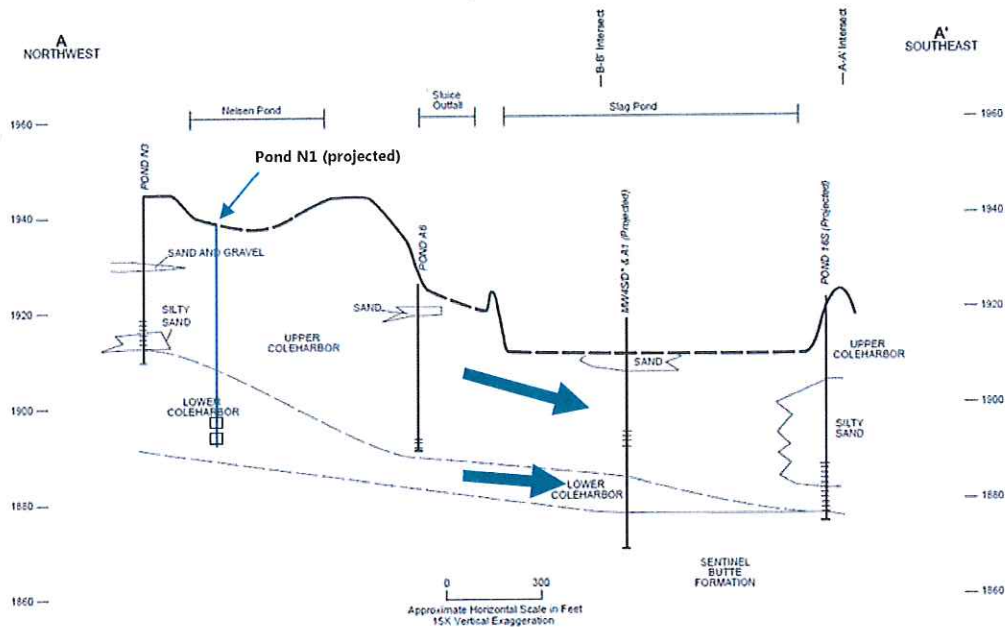 A
NORTHWEST
A'
SOUTHEAST
B-B' Intersect
A-A' Intersect
Nelsen Pond
Sluice
Outfall
Slag Pond
1960
1960
Pond N1 (projected)
POND N3
POND A6
MW4SD* & A1 (Projected)
POND 16S (Projected)
1940
1940
SAND AND GRAVEL
SILTY
SAND
SAND
1920
1920
UPPER
COLEHARBOR
UPPER
COLEHARBOR
SAND
1900
1900
LOWER
COLEHARBOR
SILTY
SAND
LOWER
COLEHARBOR
1880
1880
SENTINEL
BUTTE
FORMATION
1860
1860
0
300
Approximate Horizontal Scale in Feet
15X Vertical Exaggeration